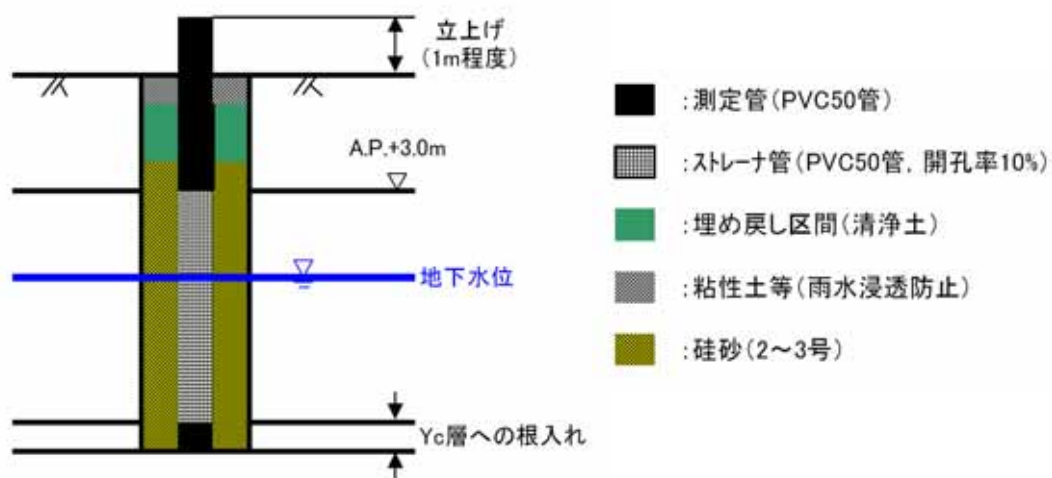 立上げ
(1m程度)
A.P.+3.0m
地下水位
Yc層への根入れ
:測定管(PVC50管)
:ストレーナ管(PVC50管, 開孔率10%)
:埋め戻し区間(清浄土)
:粘性土等(雨水浸透防止)
:硅砂(2～3号)